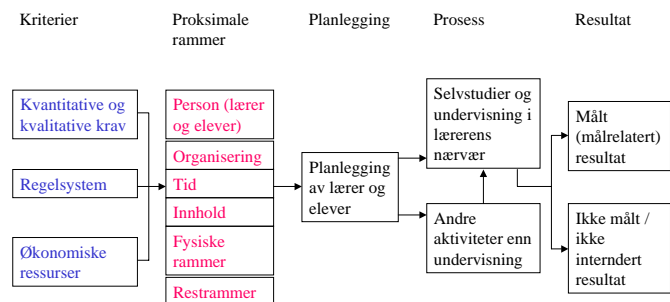 Kriterier
Proksimale
rammer
Planlegging
Prosess
Resultat
Kvantitative og
kvalitative krav
Regelsystem
Økonomiske
ressurser
Person (lærer
og elever)
Organisering
Tid
Innhold
Fysiske
rammer
Restrammer
Planlegging
av lærer og
elever
Selvstudier og
undervisning i
lærerens
nærvær
Andre
aktiviteter enn
undervisning
Målt
(målrelatert)
resultat
Ikke målt /
ikke
interndert
resultat